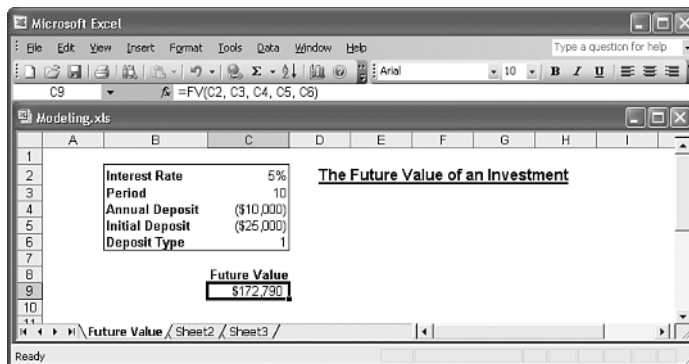 Microsoft Excel
File Edit View Insert Format Tools Data Window Help Type a question for help
Arial 10 B I U
C9 fx =FV(C2, C3, C4, C5, C6)
Modeling.xls
A B C D E F G H I
1
2 Interest Rate 5% The Future Value of an Investment
3 Period 10
4 Annual Deposit ($10,000)
5 Initial Deposit ($25,000)
6 Deposit Type 1
7
8 Future Value
9 $172,790
10
11
Future Value / Sheet2 / Sheet3 /
Ready